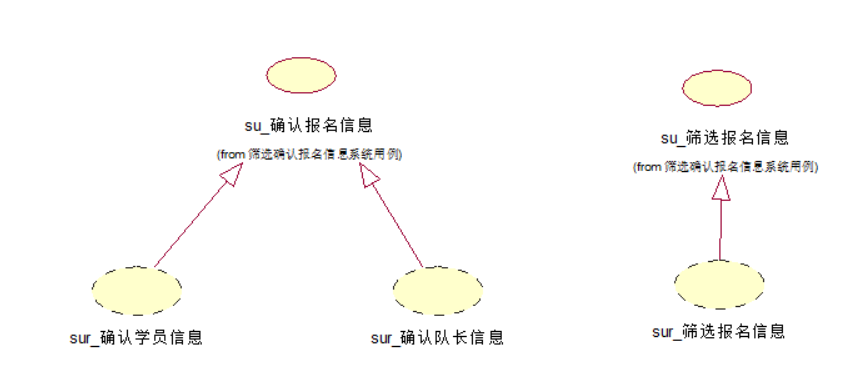 su_确认报名信息
(from 筛选确认报名信息系统用例)
su_筛选报名信息
(from 筛选确认报名信息系统用例)
sur_确认学员信息
sur_确认队长信息
sur_筛选报名信息